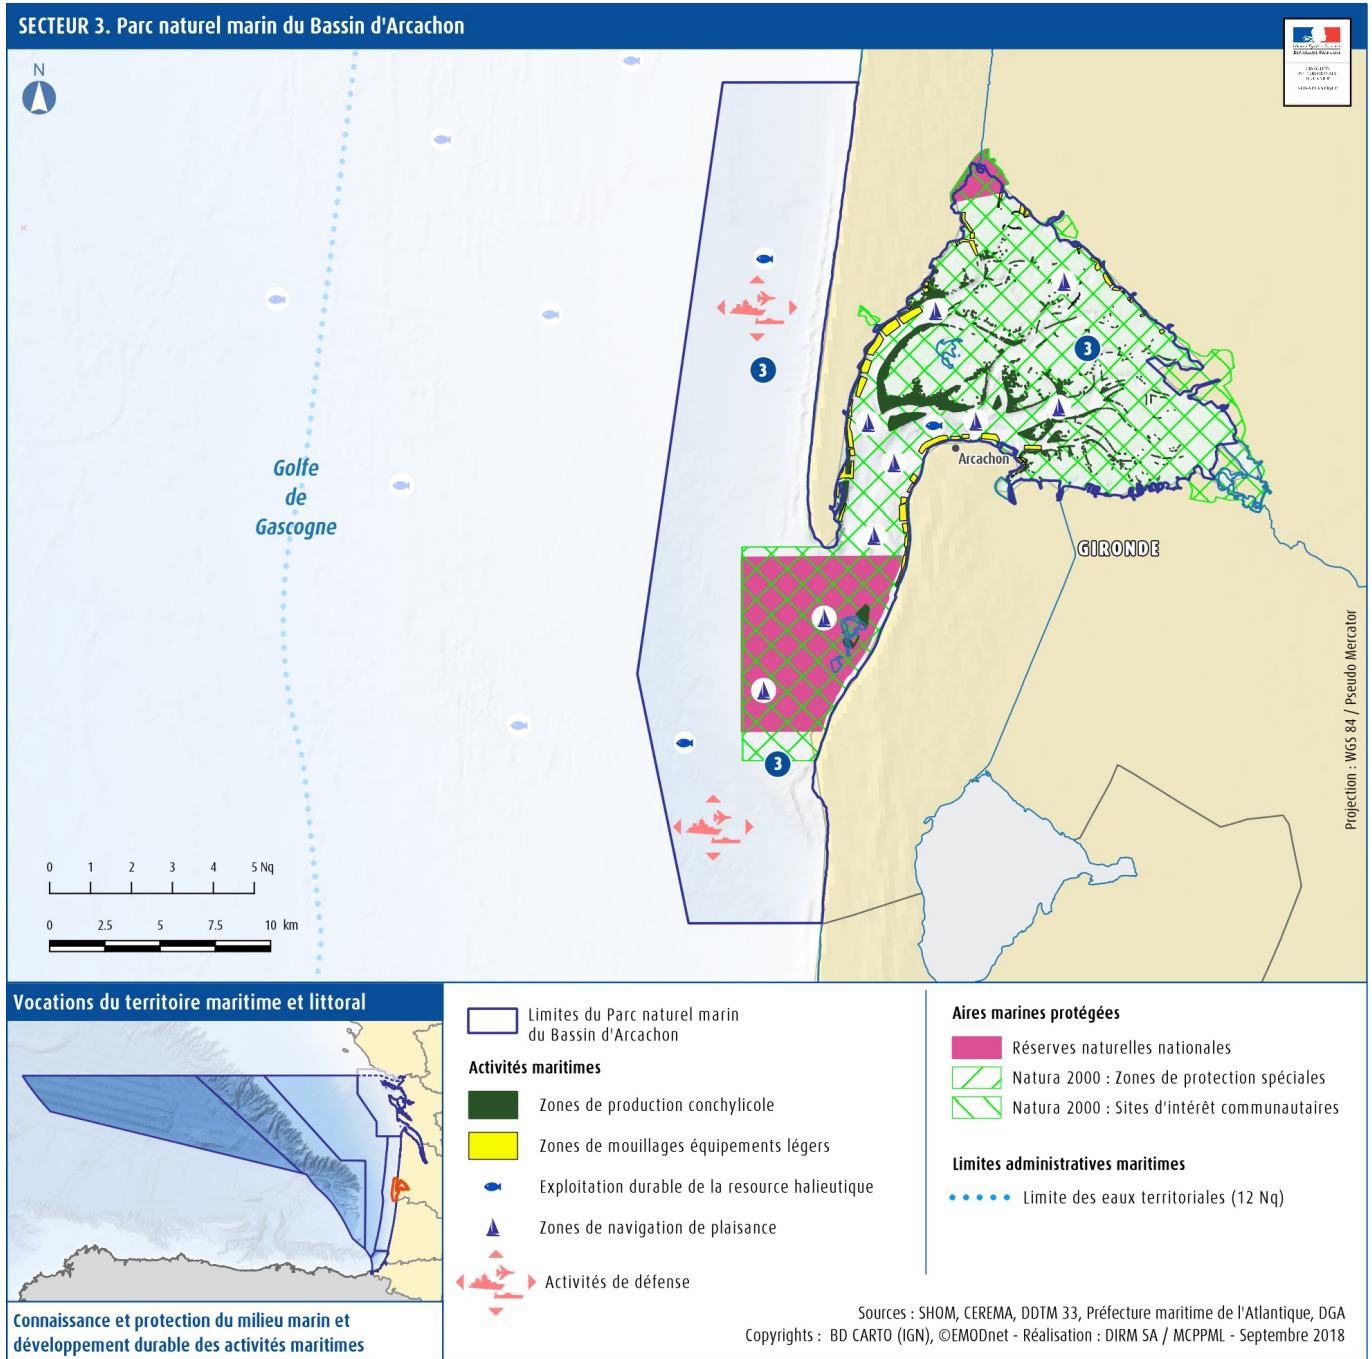 SECTEUR 3. Parc naturel marin du Bassin d'Arcachon
N
3
3
Golfe
de
Gascogne
Arcachon
GIRONDE
3
0 1 2 3 4 5 Nq
0 2.5 5 7.5 10 km
Projection : WGS 84 / Pseudo Mercator
Vocations du territoire maritime et littoral
Connaissance et protection du milieu marin et
développement durable des activités maritimes
Limites du Parc naturel marin
du Bassin d'Arcachon
Activités maritimes
Zones de production conchylicole
Zones de mouillages équipements légers
Exploitation durable de la resource halieutique
Zones de navigation de plaisance
Activités de défense
Aires marines protégées
Réserves naturelles nationales
Natura 2000 : Zones de protection spéciales
Natura 2000 : Sites d'intérêt communautaires
Limites administratives maritimes
Limite des eaux territoriales (12 Nq)
Sources : SHOM, CEREMA, DDTM 33, Préfecture maritime de l'Atlantique, DGA
Copyrights : BD CARTO (IGN), ©EMODnet - Réalisation : DIRM SA / MCPPML - Septembre 2018